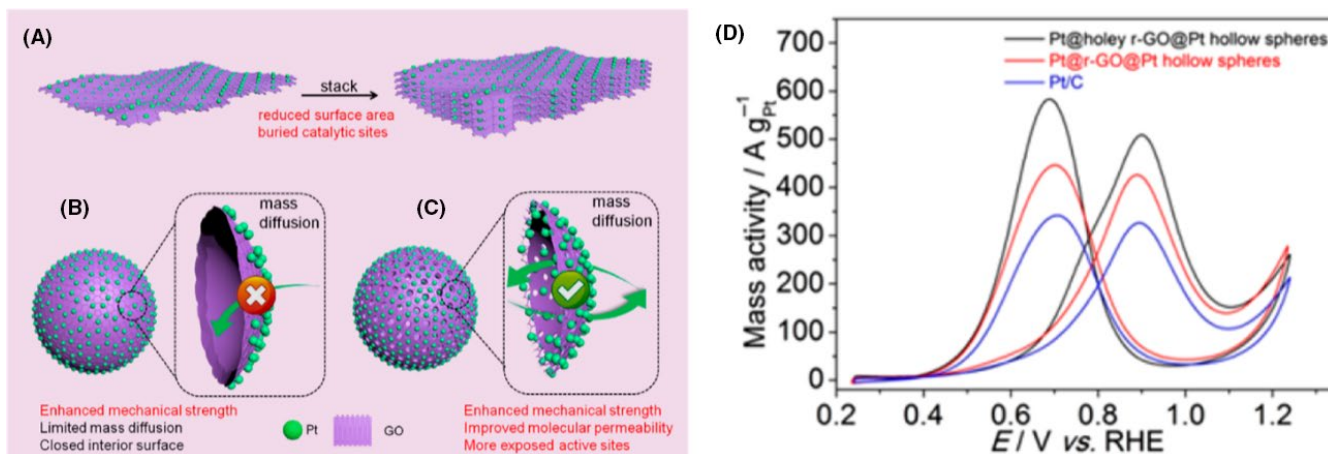 (A)
stack
reduced surface area
buried catalytic sites
(B)
mass
diffusion
(C)
mass
diffusion
Enhanced mechanical strength
Limited mass diffusion
Closed interior surface
Pt
GO
Enhanced mechanical strength
Improved molecular permeability
More exposed active sites
(D)
Pt@holey r-GO@Pt hollow spheres
Pt@r-GO@Pt hollow spheres
Pt/C
Mass activity / A g⁻¹Pt
700
600
500
400
300
200
100
0
0.2 0.4 0.6 0.8 1.0 1.2
E / V vs. RHE